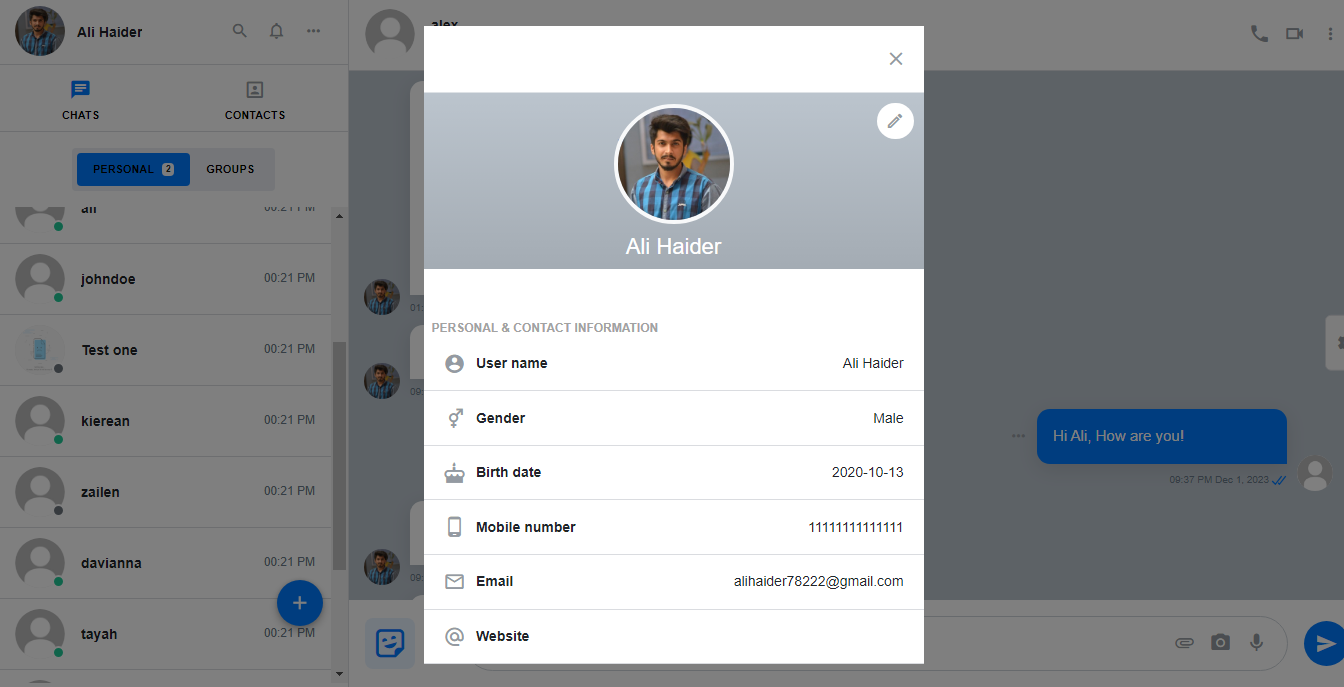 Ali Haider
CHATS
CONTACTS
PERSONAL 2
GROUPS
ali
00:21 PM
johndoe
00:21 PM
Test one
00:21 PM
kierean
00:21 PM
zailen
00:21 PM
davianna
00:21 PM
tayah
00:21 PM
alex
Ali Haider
PERSONAL & CONTACT INFORMATION
User name
Ali Haider
Gender
Male
Birth date
2020-10-13
Mobile number
11111111111111
Email
alihaider78222@gmail.com
Website
Hi Ali, How are you!
09:37 PM Dec 1, 2023